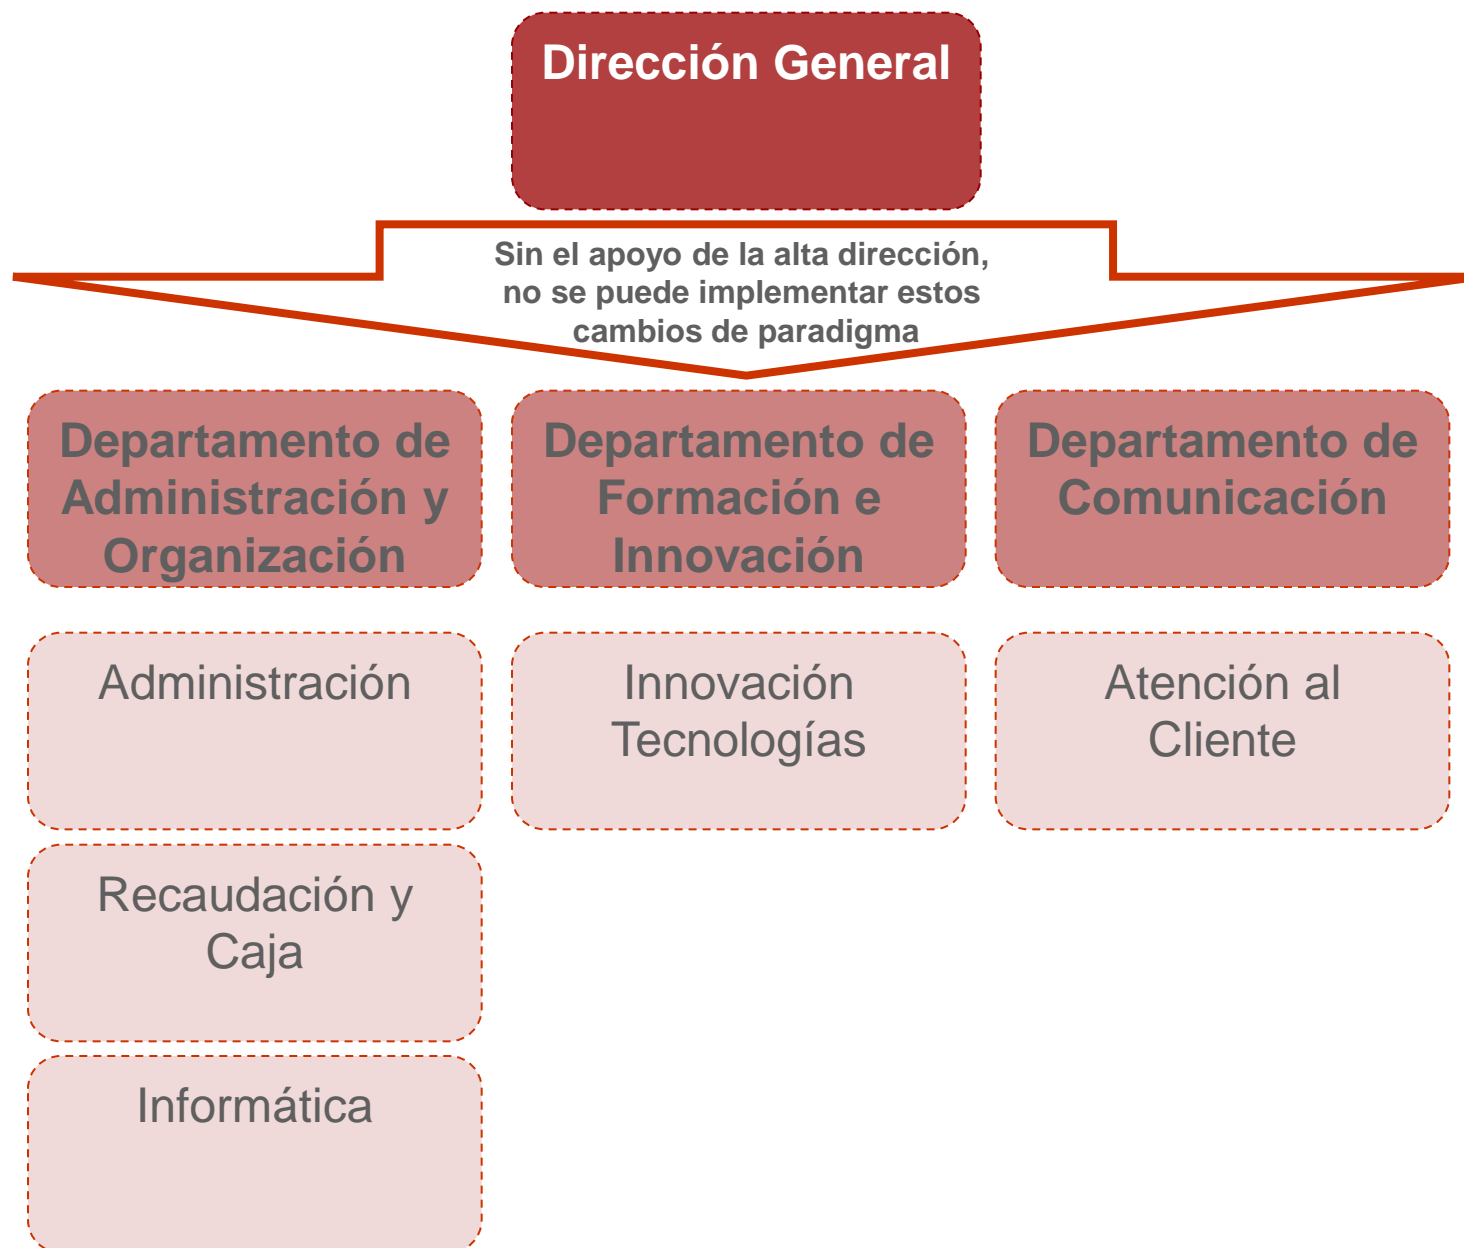 Dirección General
Sin el apoyo de la alta dirección,
no se puede implementar estos
cambios de paradigma
Departamento de
Administración y
Organización
Departamento de
Formación e
Innovación
Departamento de
Comunicación
Administración
Innovación
Tecnologías
Atención al
Cliente
Recaudación y
Caja
Informática